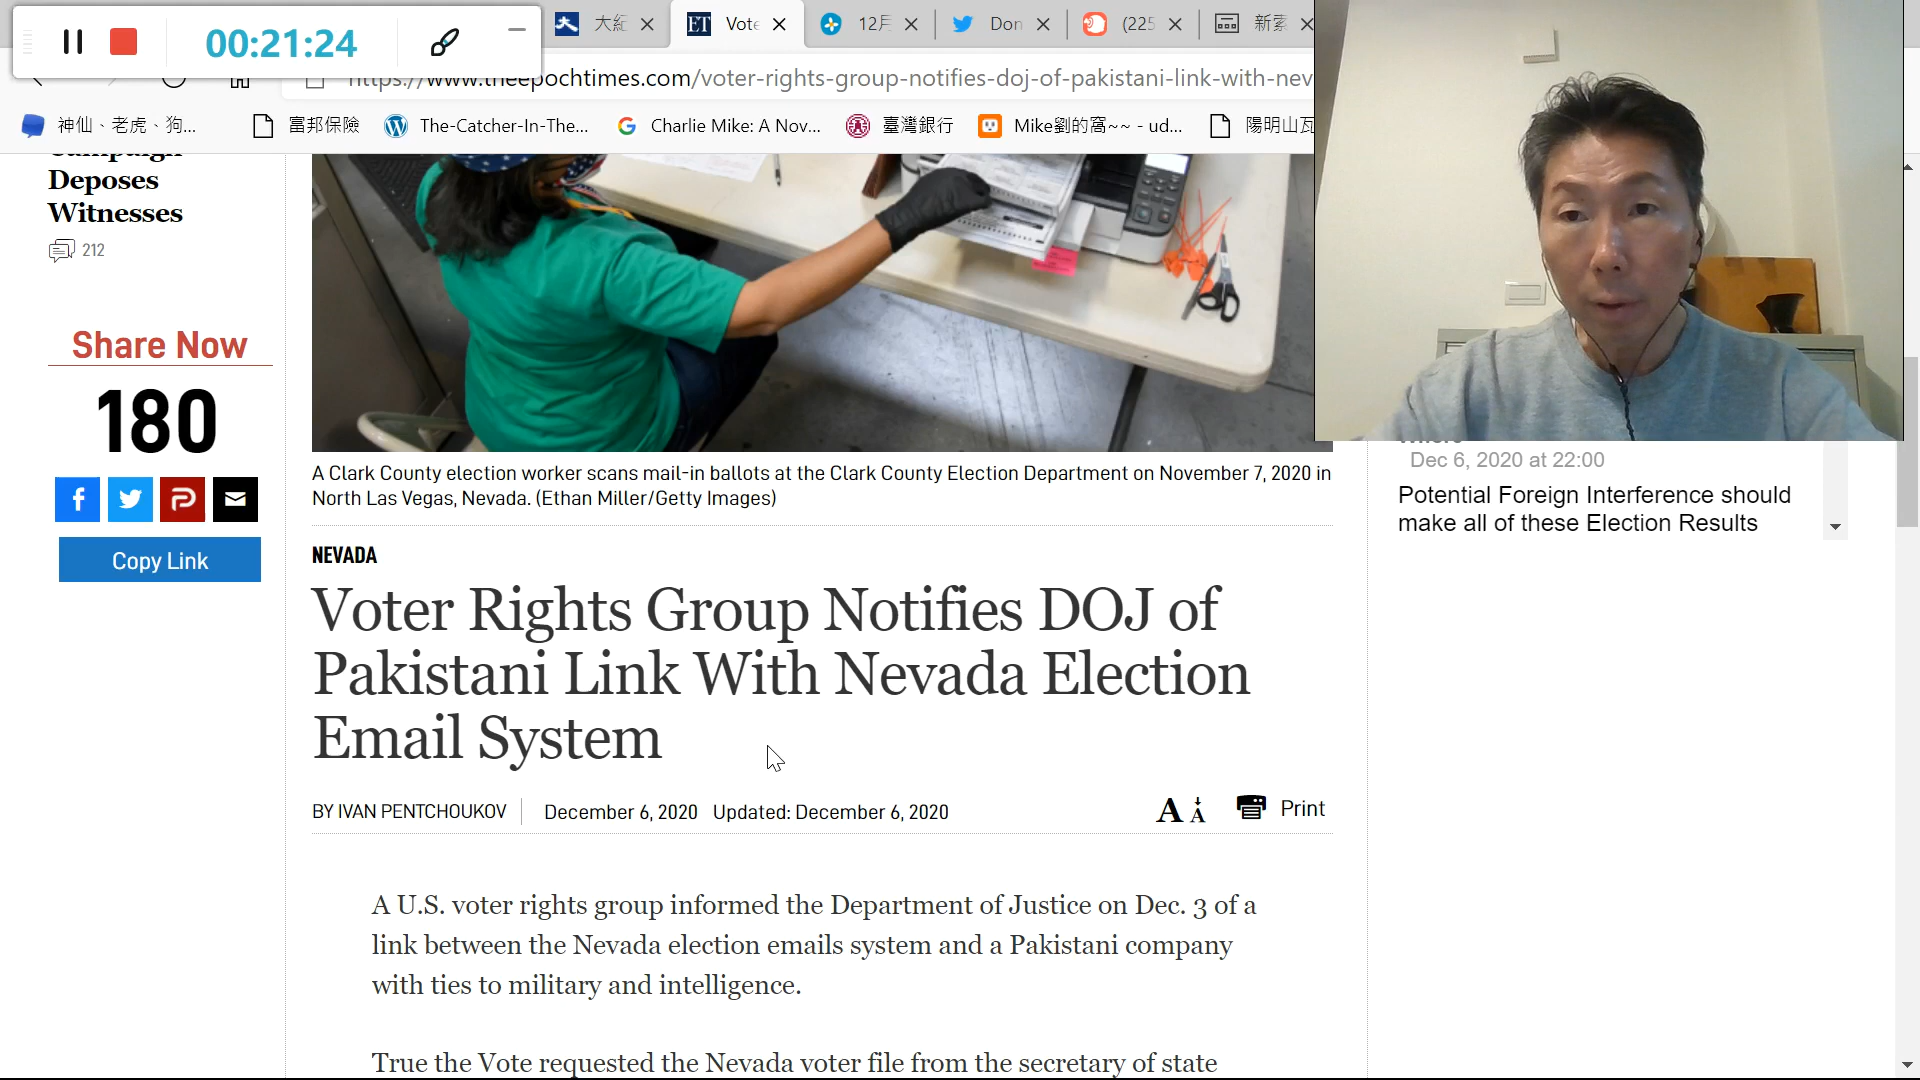 00:21:24
大紀
ET Vote
12月
Don
(225
新索
https://www.theepochtimes.com/voter-rights-group-notifies-doj-of-pakistani-link-with-nev
神仙、老虎、狗...
富邦保險
The-Catcher-In-The...
Charlie Mike: A Nov...
臺灣銀行
Mike劉的窩~~ - ud...
陽明山瓦
Campaign
Deposes
Witnesses
212
Share Now
180
Copy Link
A Clark County election worker scans mail-in ballots at the Clark County Election Department on November 7, 2020 in
North Las Vegas, Nevada. (Ethan Miller/Getty Images)
NEVADA
Voter Rights Group Notifies DOJ of
Pakistani Link With Nevada Election
Email System
BY IVAN PENTCHOUKOV
December 6, 2020 Updated: December 6, 2020
A A Print
A U.S. voter rights group informed the Department of Justice on Dec. 3 of a
link between the Nevada election emails system and a Pakistani company
with ties to military and intelligence.
True the Vote requested the Nevada voter file from the secretary of state
Dec 6, 2020 at 22:00
Potential Foreign Interference should
make all of these Election Results